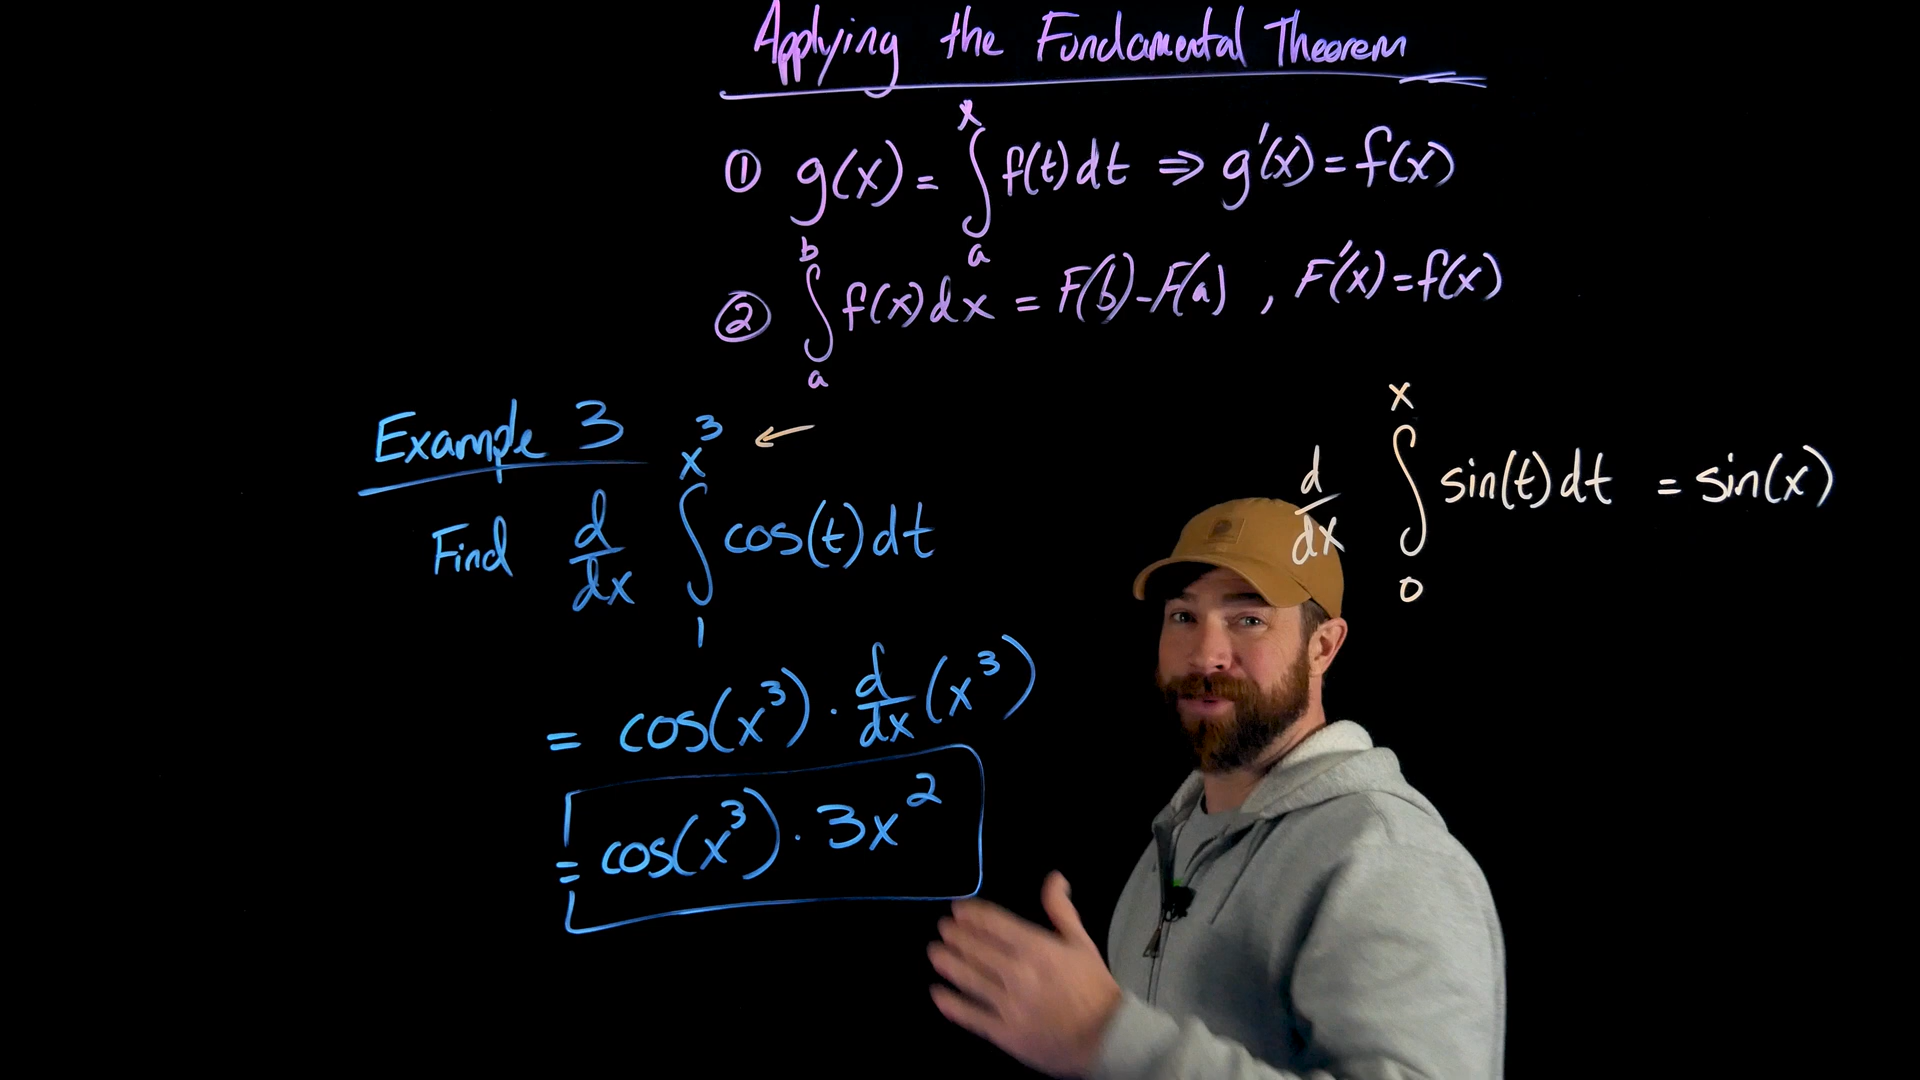 Applying the Fundamental Theorem
① g(x) = ∫ₐˣ f(t) dt ⇒ g'(x) = f(x)
② ∫ₐᵇ f(x) dx = F(b) - F(a) , F'(x) = f(x)
Example 3
Find d/dx ∫₁^(x³) cos(t) dt
= cos(x³) · d/dx (x³)
= cos(x³) · 3x²
d/dx ∫₀ˣ sin(t) dt = sin(x)